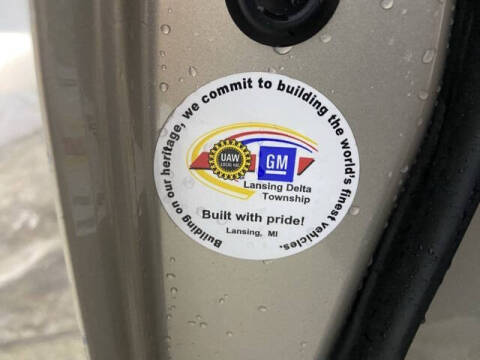 Building on our heritage, we commit to building the world's finest vehicles.
UAW
GM
Lansing Delta
Township
Built with pride!
Lansing, MI